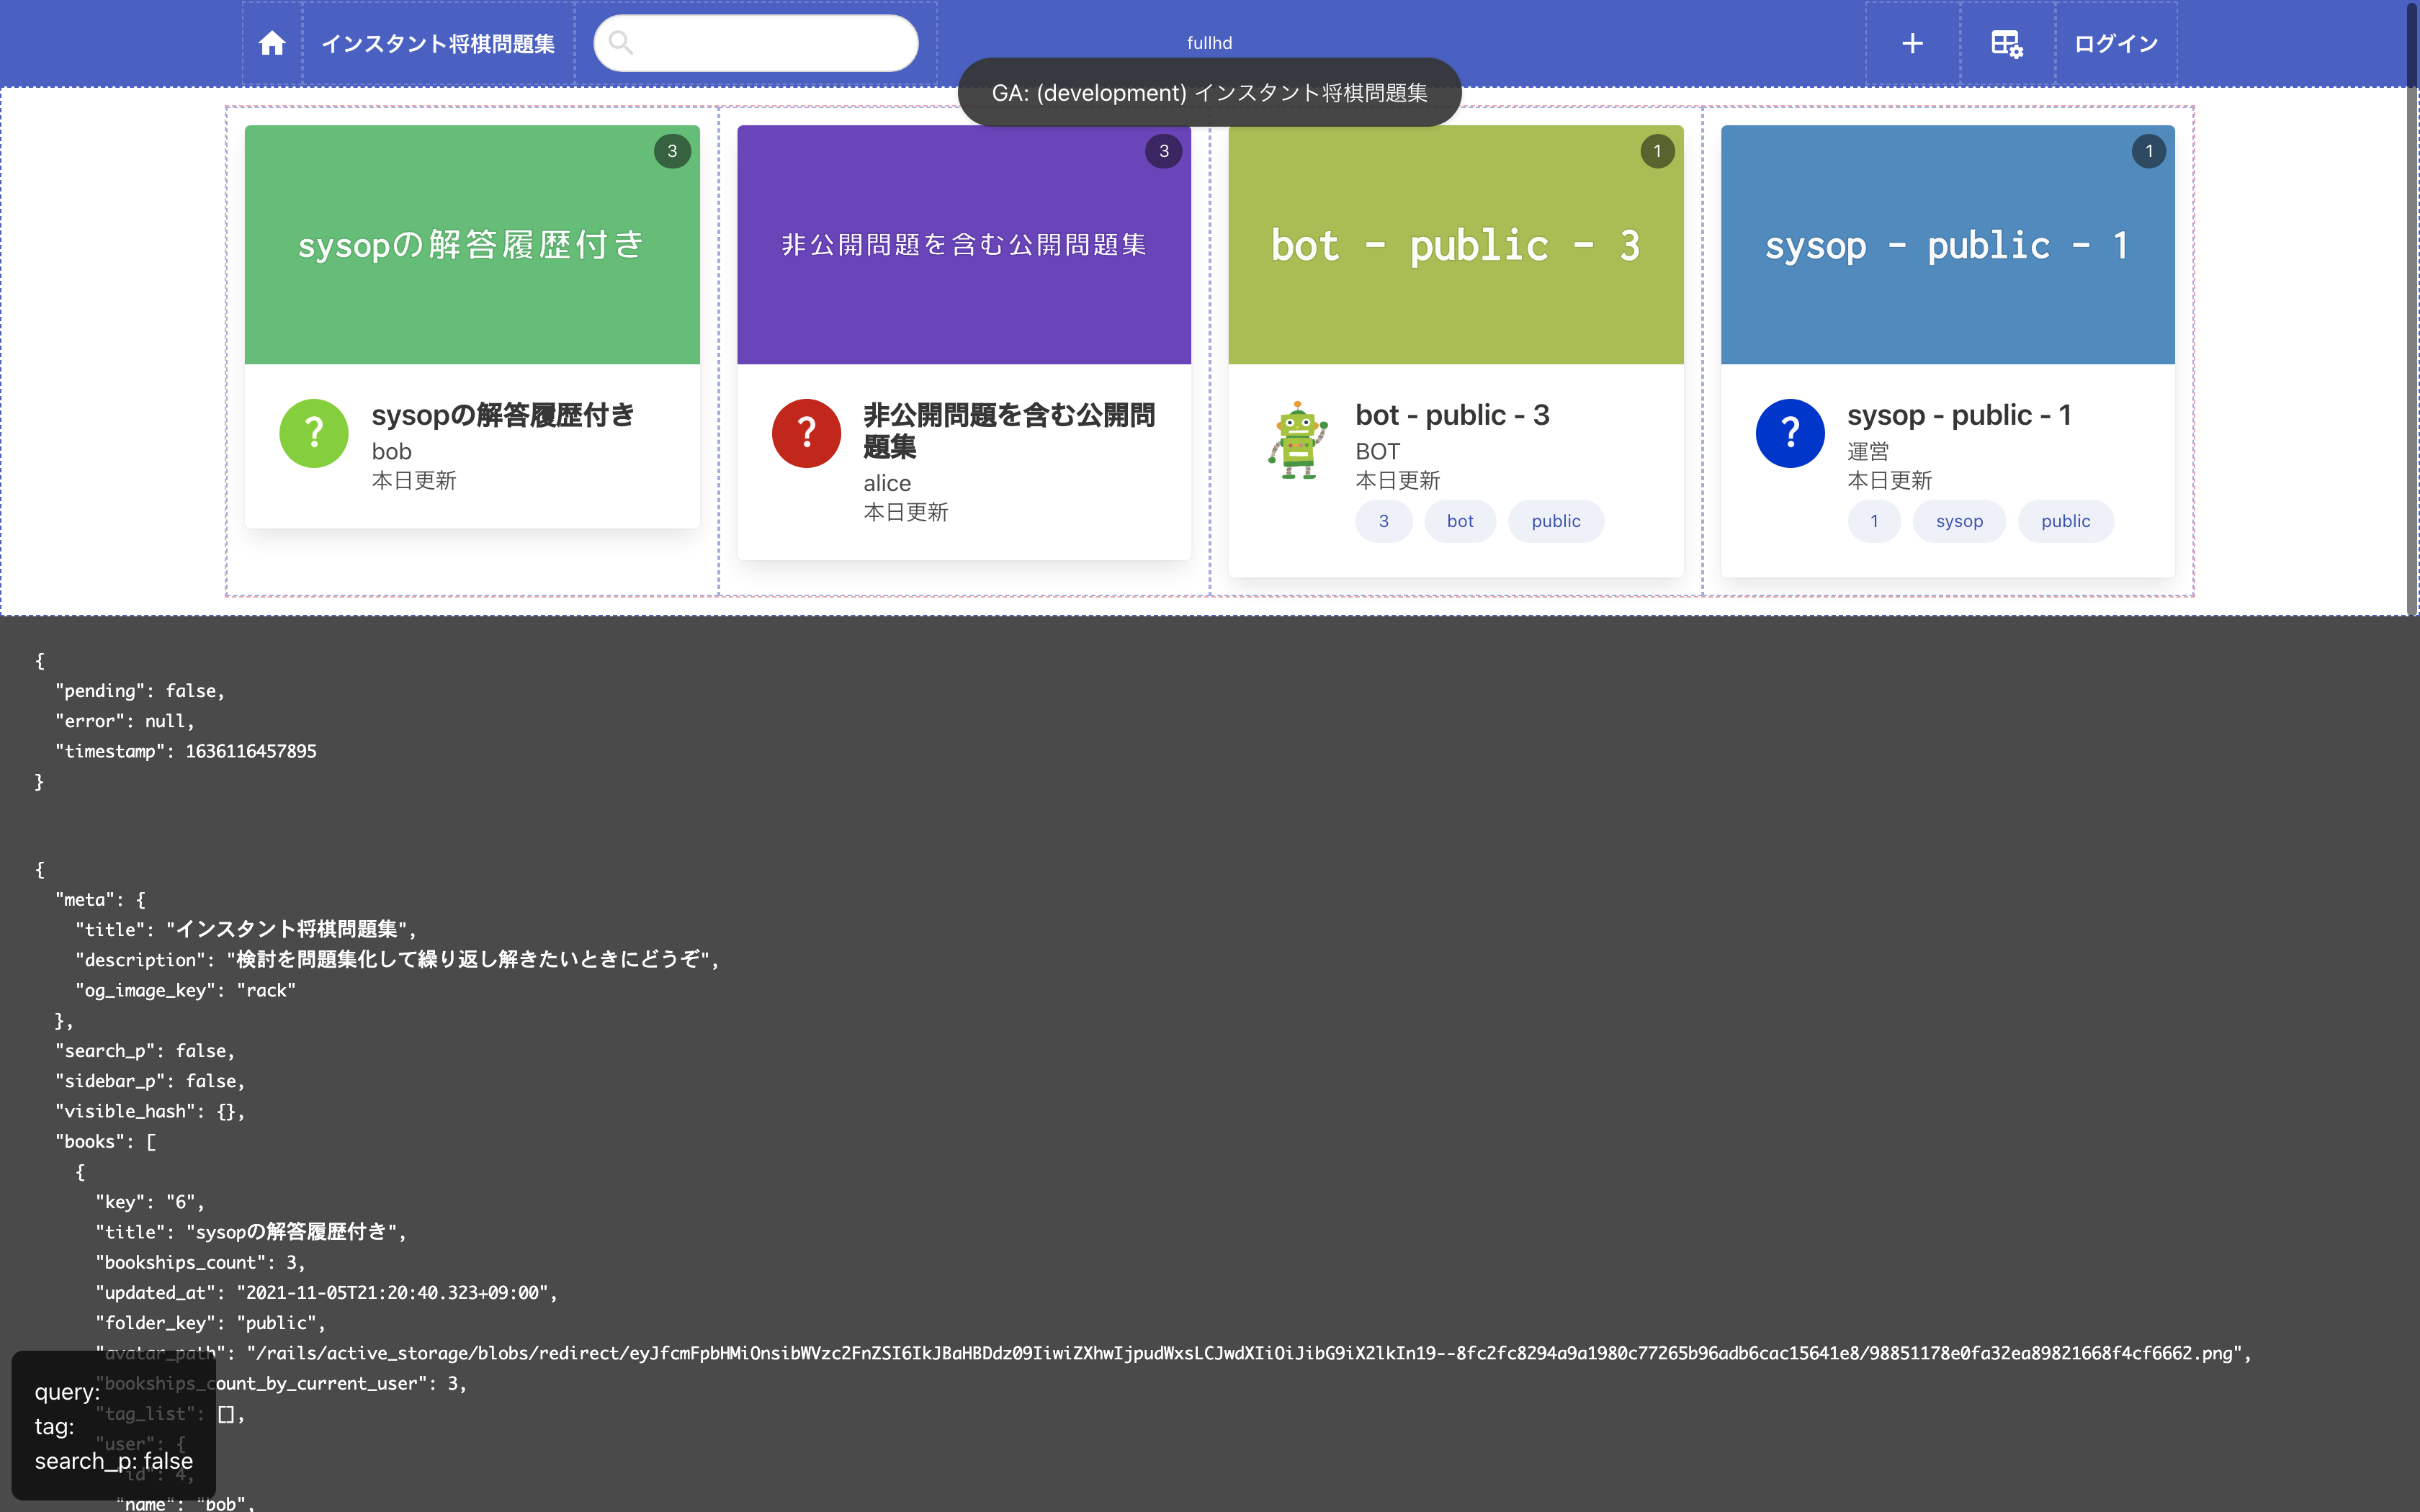 インスタント将棋問題集
fullhd
ログイン
GA: (development) インスタント将棋問題集
3
sysopの解答履歴付き
?
sysopの解答履歴付き
bob
本日更新
3
非公開問題を含む公開問題集
?
非公開問題を含む公開問
題集
alice
本日更新
1
bot - public - 3
bot - public - 3
BOT
本日更新
3 bot public
1
sysop - public - 1
?
sysop - public - 1
運営
本日更新
1 sysop public
{
"pending": false,
"error": null,
"timestamp": 1636116457895
}
{
"meta": {
"title": "インスタント将棋問題集",
"description": "検討を問題集化して繰り返し解きたいときにどうぞ",
"og_image_key": "rack"
},
"search_p": false,
"sidebar_p": false,
"visible_hash": {},
"books": [
{
"key": "6",
"title": "sysopの解答履歴付き",
"bookships_count": 3,
"updated_at": "2021-11-05T21:20:40.323+09:00",
"folder_key": "public",
"avatar_path": "/rails/active_storage/blobs/redirect/eyJfcmFpbHMiOnsibWVzc2FnZSI6IkJBaHBDdz09IiwiZXhwIjpudWxsLCJwdXIiOiJibG9iX2lkIn19--8fc2fc8294a9a1980c77265b96adb6cac15641e8/98851178e0fa32ea89821668f4cf6662.png",
"bookships_count_by_current_user": 3,
"tag_list": [],
"user": {
"id": 4,
"name": "bob",
query:
tag:
search_p: false